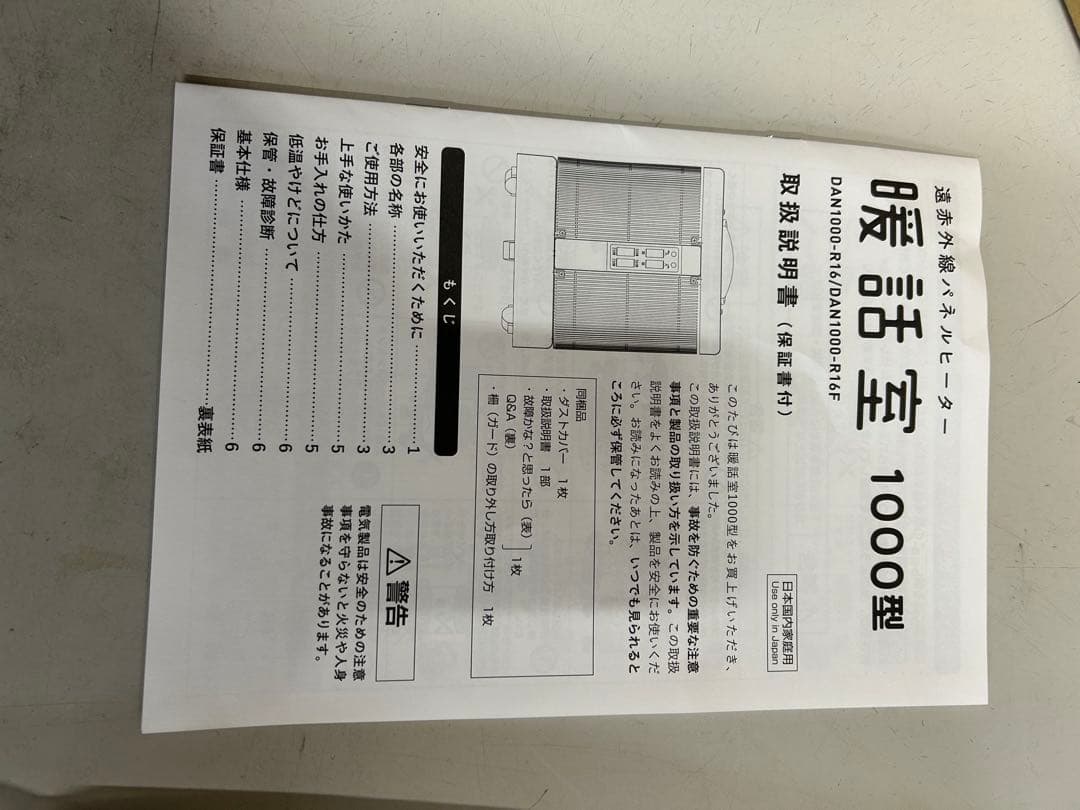 遠赤外線パネルヒーター
暖話室 1000型
DAN1000-R16/DAN1000-R16F
取扱説明書（保証書付）
日本国内家庭用
Use only in Japan
このたびは暖話室1000型をお買上げいただき、
ありがとうございました。
この取扱説明書には、事故を防ぐための重要な注意
事項と製品の取り扱い方を示しています。この取扱
説明書をよくお読みの上、製品を安全にお使いくだ
さい。お読みになったあとは、いつでも見られると
ころに必ず保管してください。
同梱品
・ダストカバー 1枚
・取扱説明書 1部
・故障かな？と思ったら（表）
Q&A（裏） 1枚
・柵（ガード）の取り外し方取り付け方 1枚
もくじ
安全にお使いいただくために……………1
各部の名称……………3
ご使用方法……………3
上手な使いかた……………5
お手入れの仕方……………5
低温やけどについて……………6
保管・故障診断……………6
基本仕様……………6
保証書……………裏表紙
⚠警告
電気製品は安全のための注意
事項を守らないと火災や人身
事故になることがあります。